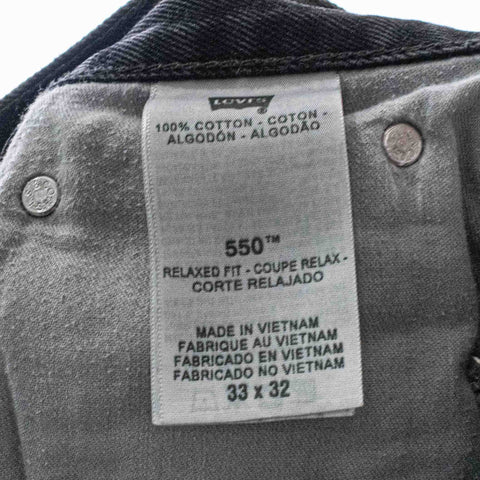 LEVI'S
100% COTTON - COTON -
ALGODÓN - ALGODÃO
550™
RELAXED FIT - COUPE RELAX -
CORTE RELAJADO
MADE IN VIETNAM
FABRIQUE AU VIETNAM
FABRICADO EN VIETNAM
FABRICADO NO VIETNAM
33 x 32